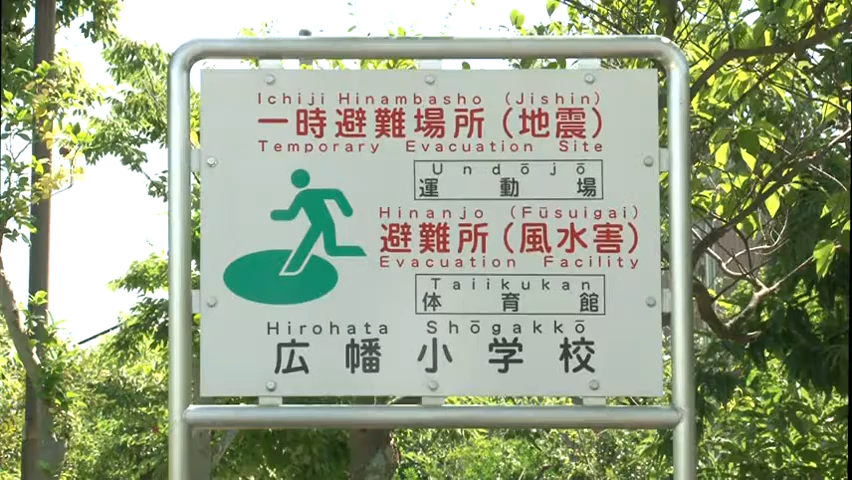 Ichiji Hinambasho (Jishin)
一時避難場所（地震）
Temporary Evacuation Site
Undōjō
運動場
Hinanjo (Fūsuigai)
避難所（風水害）
Evacuation Facility
Taiikukan
体育館
Hirohata Shōgakkō
広幡小学校